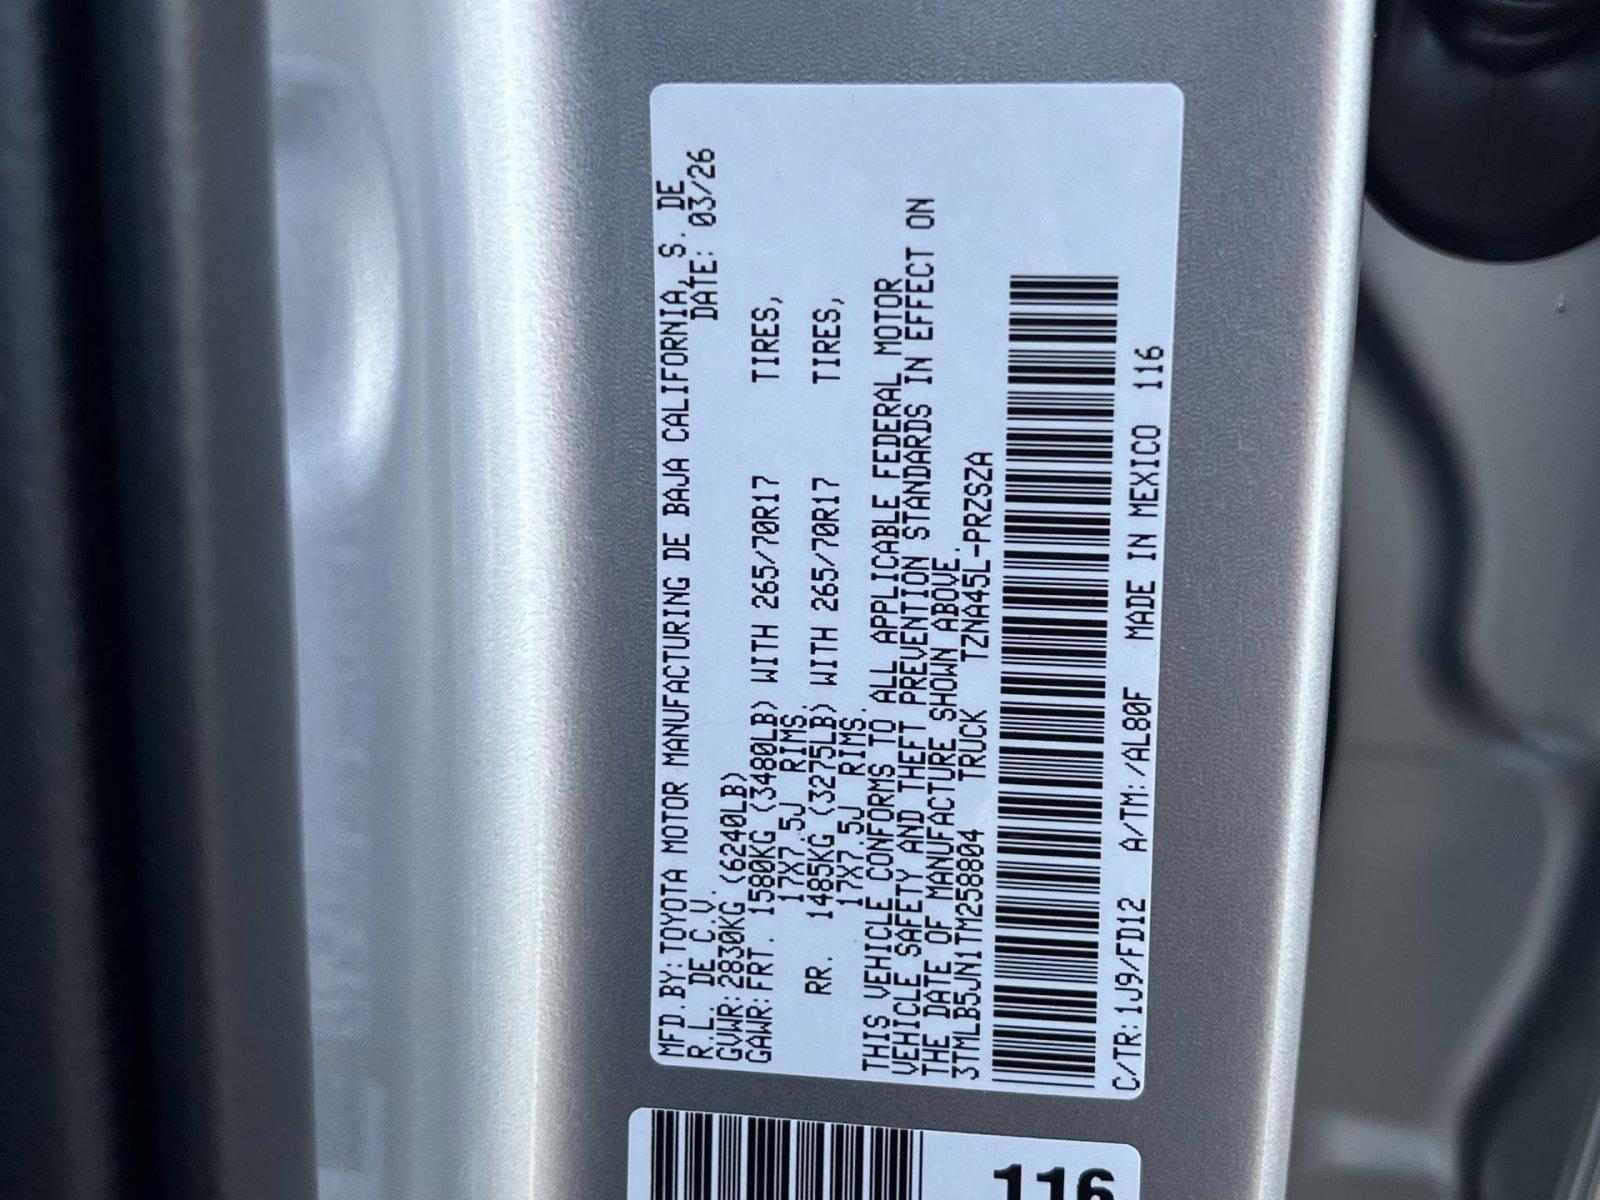 MFD.BY:TOYOTA MOTOR MANUFACTURING DE BAJA CALIFORNIA, S. DE
R.L. DE C.V. DATE: 03/26
GVWR:2830KG (6240LB)
GAWR:FRT. 1580KG (3480LB) WITH 265/70R17 TIRES,
17X7.5J RIMS.
RR. 1485KG (3275LB) WITH 265/70R17 TIRES,
17X7.5J RIMS.
THIS VEHICLE CONFORMS TO ALL APPLICABLE FEDERAL MOTOR
VEHICLE SAFETY AND THEFT PREVENTION STANDARDS IN EFFECT ON
THE DATE OF MANUFACTURE SHOWN ABOVE.
3TMLB5JN1TM258804 TRUCK TZNA45L-PRZSZA
C/TR:1J9/FD12 A/TM:/AL80F MADE IN MEXICO 116
116